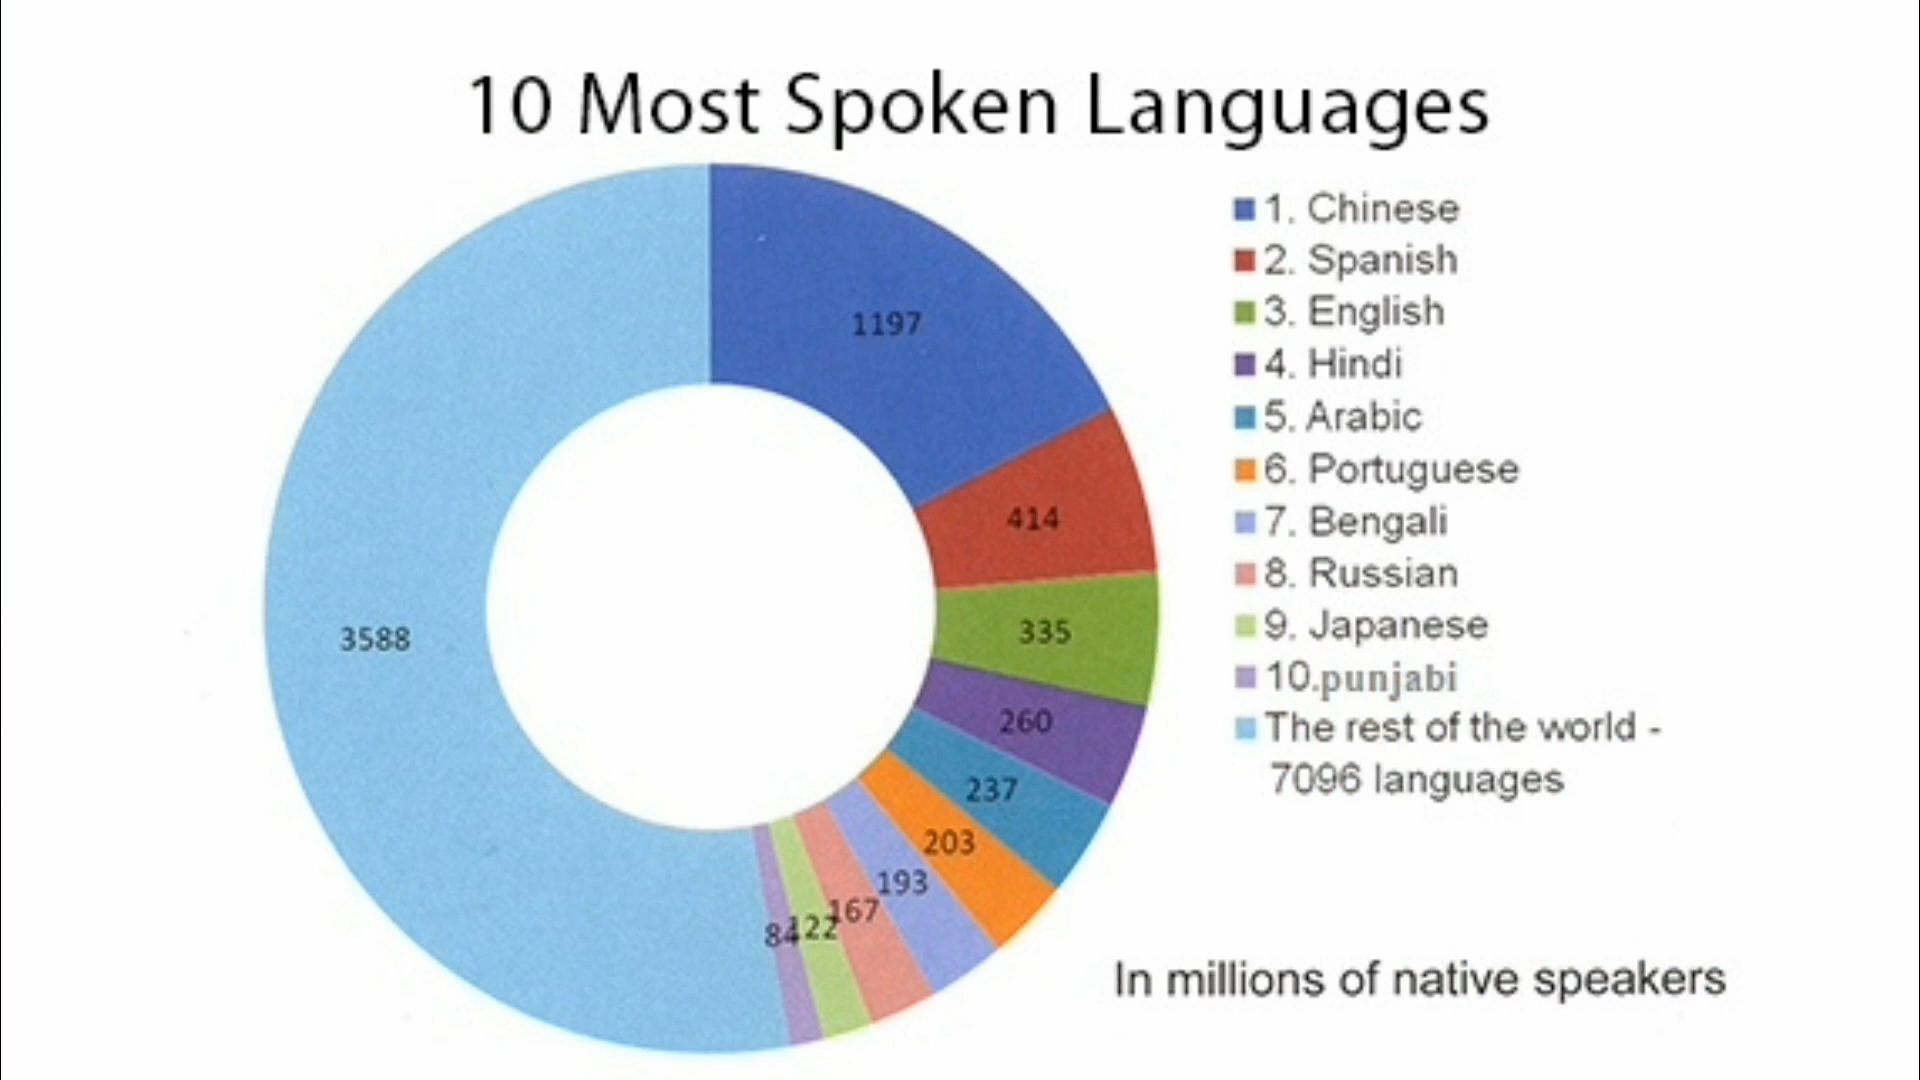 10 Most Spoken Languages
1. Chinese
2. Spanish
3. English
4. Hindi
5. Arabic
6. Portuguese
7. Bengali
8. Russian
9. Japanese
10.punjabi
The rest of the world -
7096 languages
1197
414
335
260
237
203
193
167
122
84
3588
In millions of native speakers